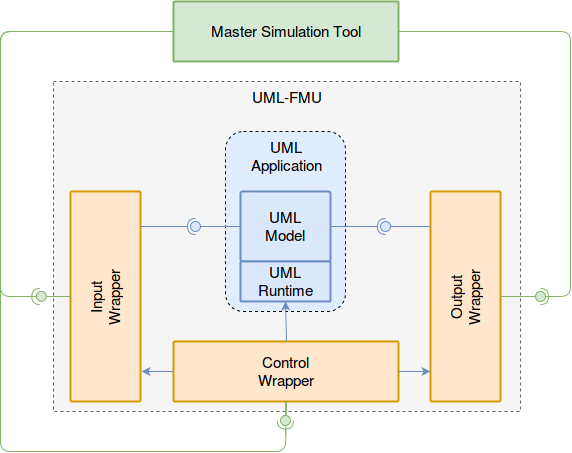 Master Simulation Tool
UML-FMU
UML
Application
UML
Model
UML
Runtime
Input
Wrapper
Output
Wrapper
Control
Wrapper